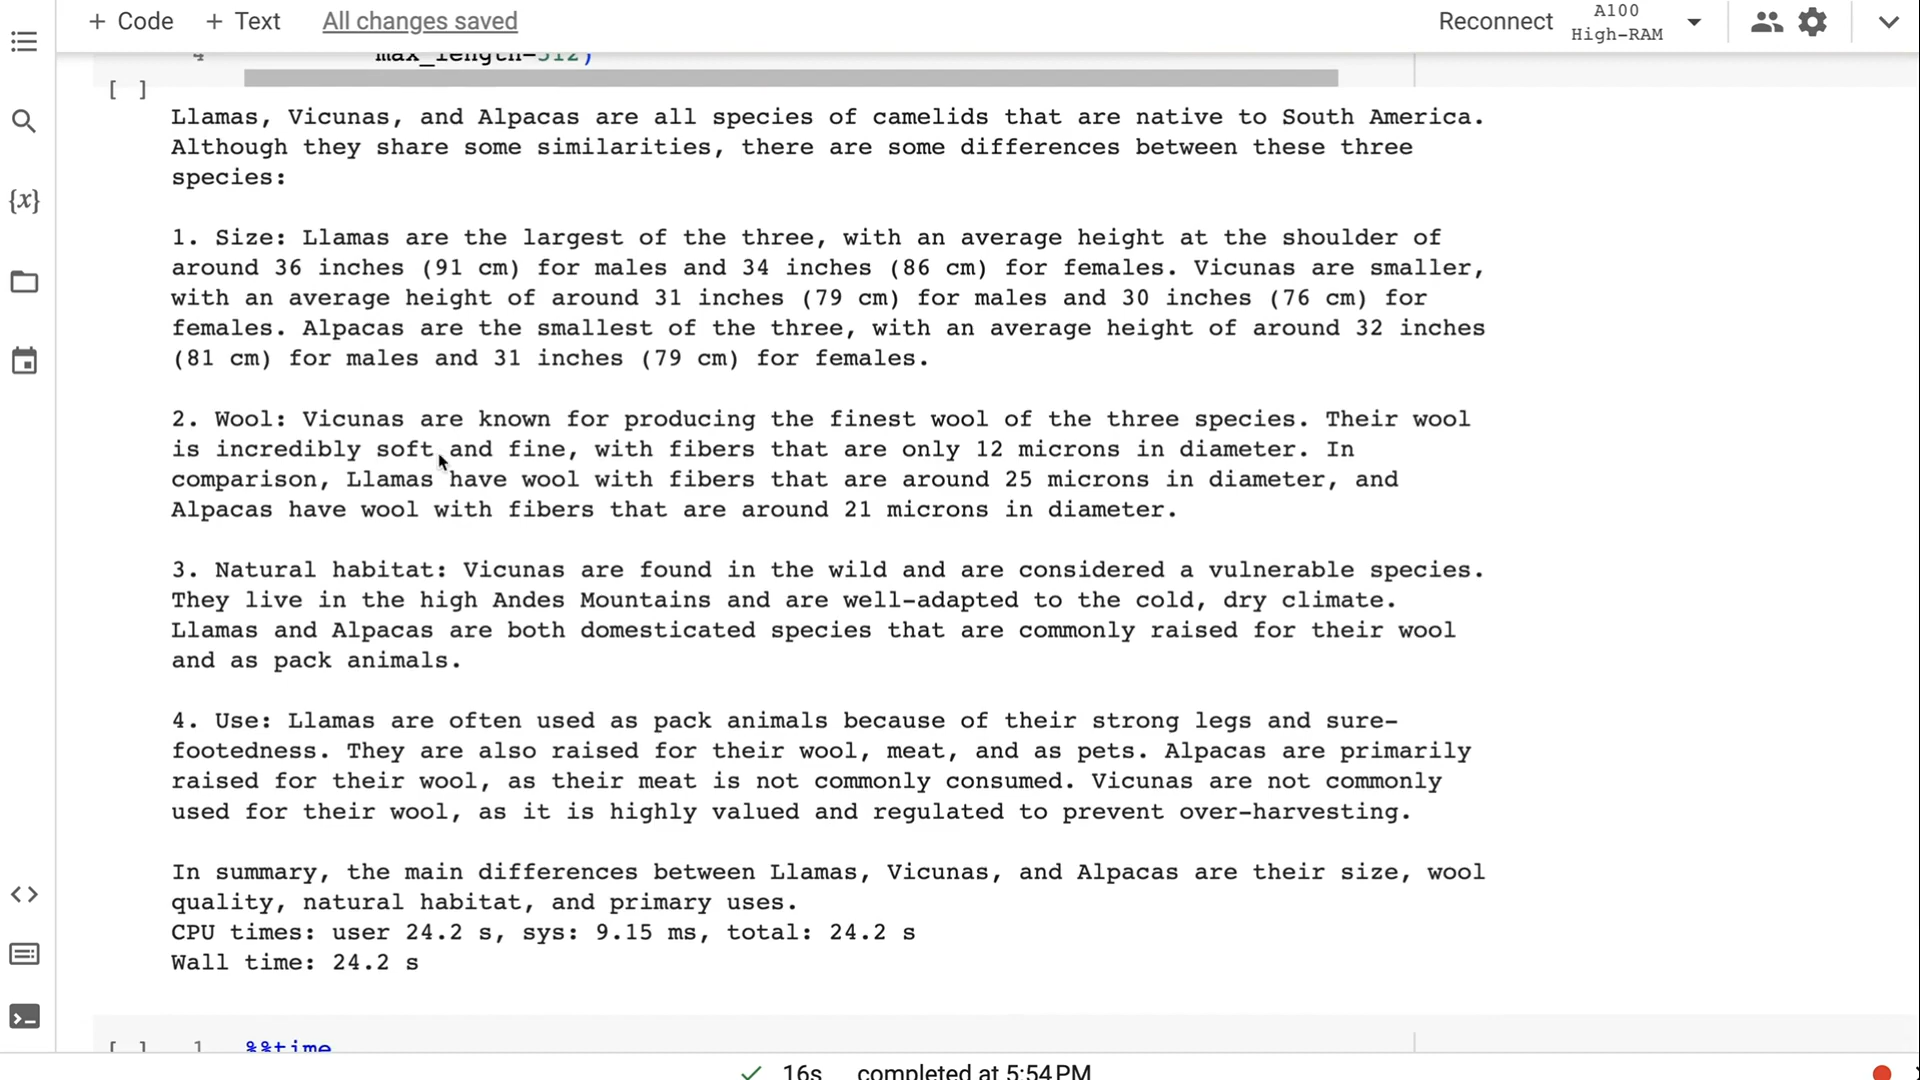 + Code + Text All changes saved Reconnect A100 High-RAM
4 max_length=512)
[ ]
Llamas, Vicunas, and Alpacas are all species of camelids that are native to South America.
Although they share some similarities, there are some differences between these three
species:
1. Size: Llamas are the largest of the three, with an average height at the shoulder of
around 36 inches (91 cm) for males and 34 inches (86 cm) for females. Vicunas are smaller,
with an average height of around 31 inches (79 cm) for males and 30 inches (76 cm) for
females. Alpacas are the smallest of the three, with an average height of around 32 inches
(81 cm) for males and 31 inches (79 cm) for females.
2. Wool: Vicunas are known for producing the finest wool of the three species. Their wool
is incredibly soft and fine, with fibers that are only 12 microns in diameter. In
comparison, Llamas have wool with fibers that are around 25 microns in diameter, and
Alpacas have wool with fibers that are around 21 microns in diameter.
3. Natural habitat: Vicunas are found in the wild and are considered a vulnerable species.
They live in the high Andes Mountains and are well-adapted to the cold, dry climate.
Llamas and Alpacas are both domesticated species that are commonly raised for their wool
and as pack animals.
4. Use: Llamas are often used as pack animals because of their strong legs and sure-
footedness. They are also raised for their wool, meat, and as pets. Alpacas are primarily
raised for their wool, as their meat is not commonly consumed. Vicunas are not commonly
used for their wool, as it is highly valued and regulated to prevent over-harvesting.
In summary, the main differences between Llamas, Vicunas, and Alpacas are their size, wool
quality, natural habitat, and primary uses.
CPU times: user 24.2 s, sys: 9.15 ms, total: 24.2 s
Wall time: 24.2 s
[ ] 1 %%time
16s completed at 5:54 PM